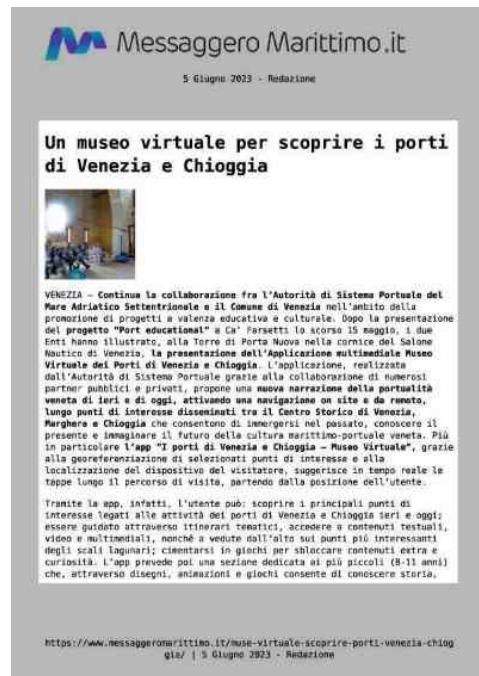 Messaggero Marittimo.it
5 Giugno 2023 - Redazione
Un museo virtuale per scoprire i porti
di Venezia e Chioggia
VENEZIA – Continua la collaborazione fra l'Autorità di Sistema Portuale del
Mare Adriatico Settentrionale e il Comune di Venezia nell'ambito della
promozione di progetti a valenza educativa e culturale. Dopo la presentazione
del progetto "Port educational" a Ca' Farsetti lo scorso 15 maggio, i due
Enti hanno illustrato, alla Torre di Porta Nuova nella cornice del Salone
Nautico di Venezia, la presentazione dell'Applicazione multimediale Museo
Virtuale dei Porti di Venezia e Chioggia. L'applicazione, realizzata
dall'Autorità di Sistema Portuale grazie alla collaborazione di numerosi
partner pubblici e privati, propone una nuova narrazione della portualità
veneta di ieri e di oggi, attivando una navigazione on site e da remoto,
lungo punti di interesse disseminati tra il Centro Storico di Venezia,
Marghera e Chioggia che consentono di immergersi nel passato, conoscere il
presente e immaginare il futuro della cultura marittimo-portuale veneta. Più
in particolare l'app "I porti di Venezia e Chioggia – Museo Virtuale", grazie
alla georeferenziazione di selezionati punti di interesse e alla
localizzazione del dispositivo del visitatore, suggerisce in tempo reale le
tappe lungo il percorso di visita, partendo dalla posizione dell'utente.
Tramite la app, infatti, l'utente può: scoprire i principali punti di
interesse legati alle attività dei porti di Venezia e Chioggia ieri e oggi;
essere guidato attraverso itinerari tematici, accedere a contenuti testuali,
video e multimediali, nonché a vedute dall'alto sui punti più interessanti
degli scali lagunari; cimentarsi in giochi per sbloccare contenuti extra e
curiosità. L'app prevede poi una sezione dedicata ai più piccoli (8-11 anni)
che, attraverso disegni, animazioni e giochi consente di conoscere storia,
https://www.messaggeromarittimo.it/muse-virtuale-scoprire-porti-venezia-chiog
gia/ | 5 Giugno 2023 - Redazione